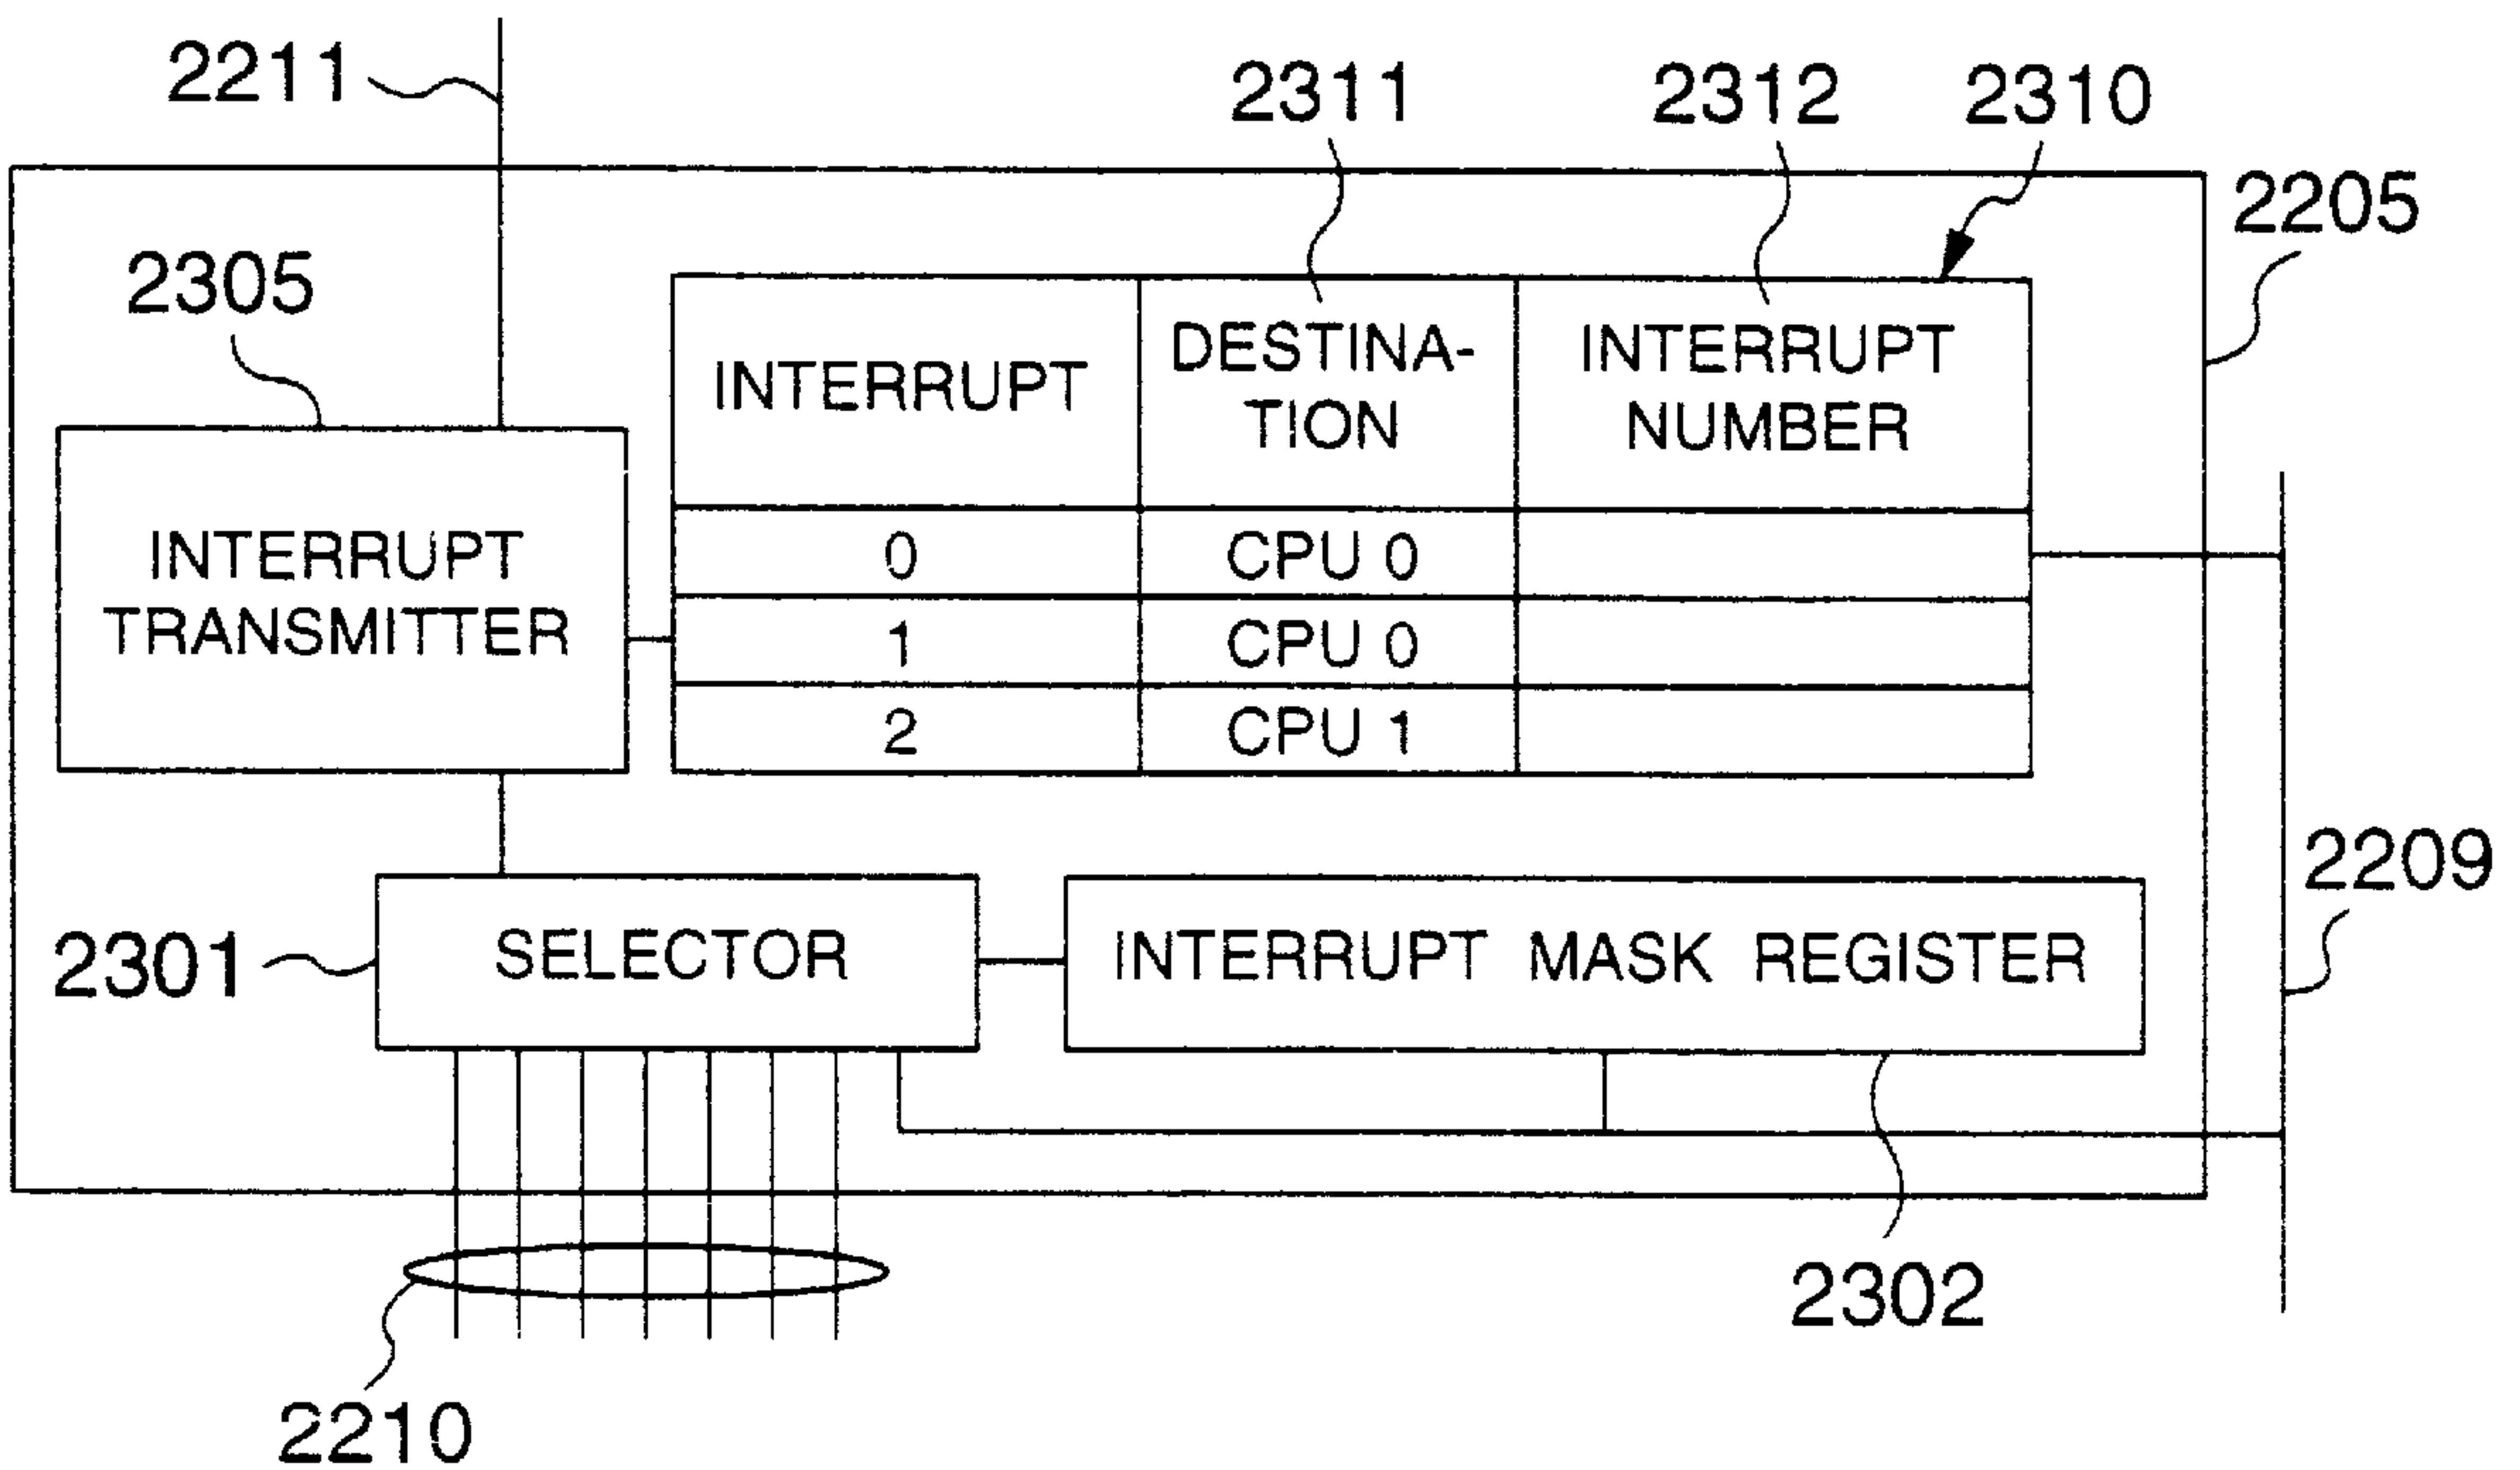 2211
2311
2312
2310
2205
2305
INTERRUPT
DESTINA-
TION
INTERRUPT
NUMBER
INTERRUPT
TRANSMITTER
0
CPU 0
1
CPU 0
2
CPU 1
2209
2301
SELECTOR
INTERRUPT MASK REGISTER
2302
2210